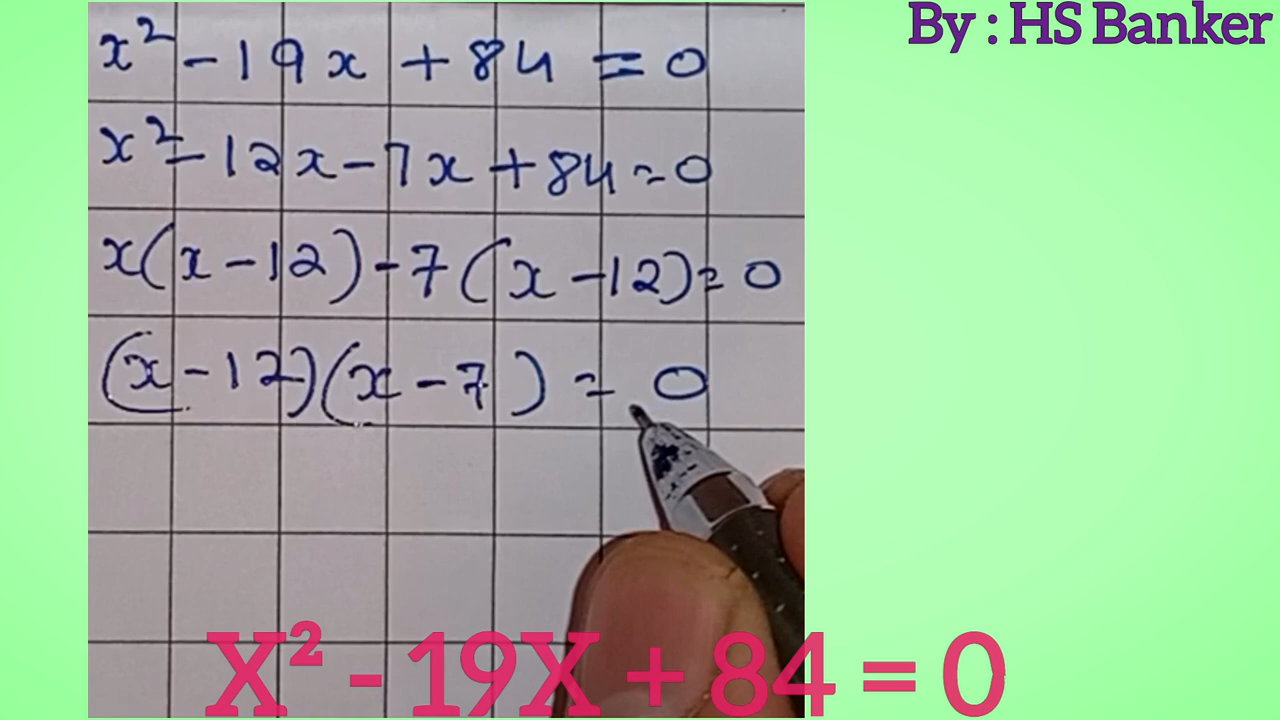 By : HS Banker
x² - 19x + 84 = 0
x² - 12x - 7x + 84 = 0
x(x - 12) - 7(x - 12) = 0
(x - 12)(x - 7) = 0
X² - 19X + 84 = 0